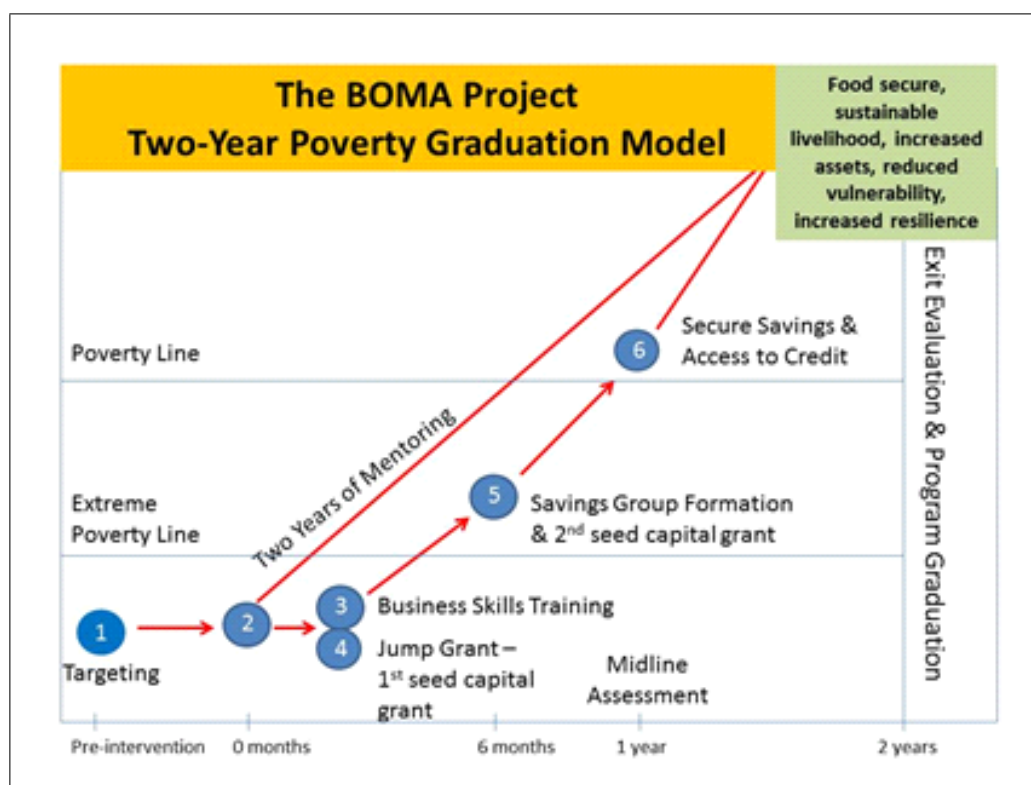 The BOMA Project
Two-Year Poverty Graduation Model
Food secure,
sustainable
livelihood, increased
assets, reduced
vulnerability,
increased resilience
Poverty Line
6
Secure Savings &
Access to Credit
Two Years of Mentoring
Extreme
Poverty Line
5
Savings Group Formation
& 2nd seed capital grant
1
Targeting
2
3
Business Skills Training
4
Jump Grant –
1st seed capital
grant
Midline
Assessment
Exit Evaluation & Program Graduation
Pre-intervention
0 months
6 months
1 year
2 years